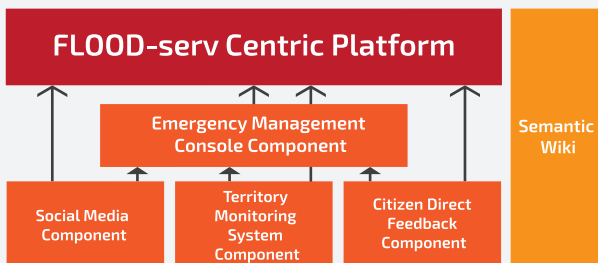 FLOOD-serv Centric Platform
Emergency Management
Console Component
Semantic
Wiki
Social Media
Component
Territory
Monitoring
System
Component
Citizen Direct
Feedback
Component